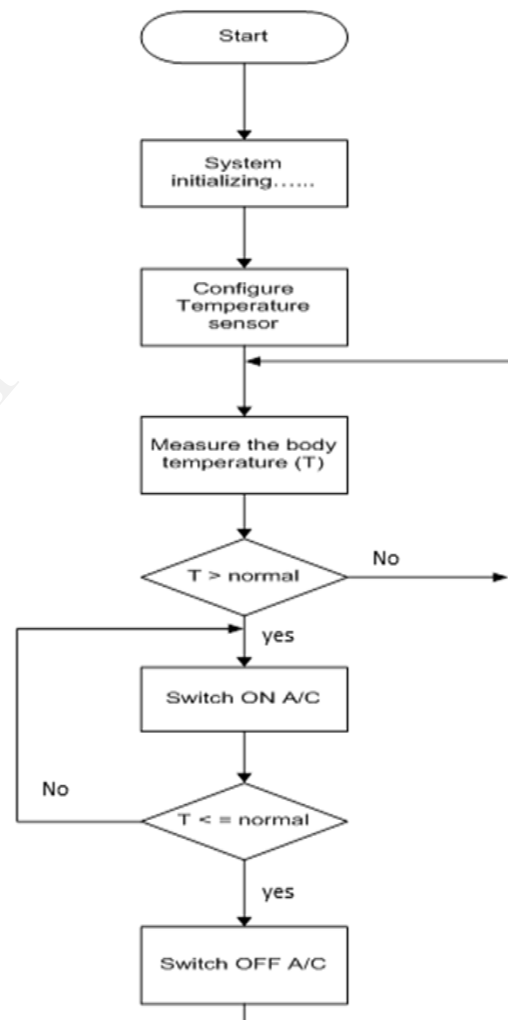 Start
System
initializing......
Configure
Temperature
sensor
Measure the body
temperature (T)
T > normal
No
yes
Switch ON A/C
No
T < = normal
yes
Switch OFF A/C